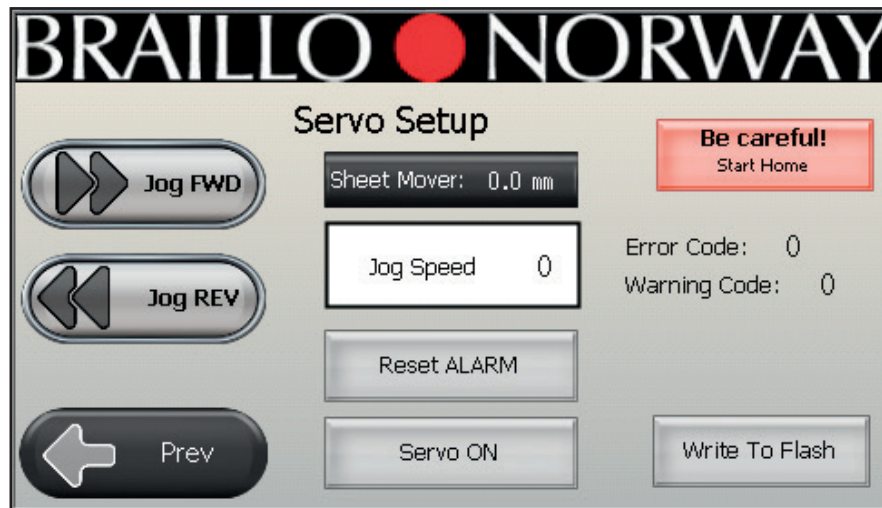 BRAILLO NORWAY
Servo Setup
Be careful!
Start Home
Jog FWD
Sheet Mover: 0.0 mm
Jog Speed 0
Error Code: 0
Warning Code: 0
Jog REV
Reset ALARM
Prev
Servo ON
Write To Flash